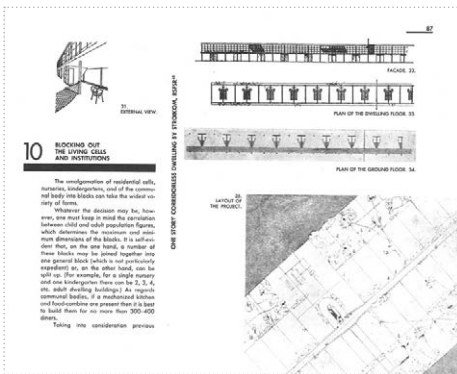 87
FACADE. 32.
PLAN OF THE DWELLING FLOOR. 33.
PLAN OF THE GROUND FLOOR. 34.
31.
EXTERNAL VIEW.
ONE STORY CORRIDORLESS DWELLING BY STROIKOM, RSFSR
35.
LAYOUT OF
THE PROJECT.
10
BLOCKING OUT
THE LIVING CELLS
AND INSTITUTIONS
The amalgamation of residential cells,
nurseries, kindergartens, and of the commu-
nal body into blocks can take the widest va-
riety of forms.
Whatever the decision may be, how-
ever, one must keep in mind the correlation
between child and adult population figures,
which determines the maximum and mini-
mum dimensions of the blocks. It is self-evi-
dent that, on the one hand, a number of
these blocks may be joined together into
one general block (which is not particularly
expedient) or, on the other hand, can be
split up. (For example, for a single nursery
and one kindergarten there can be 2, 3, 4,
etc. adult dwelling buildings.) As regards
communal bodies, if a mechanized kitchen
and food-combine are present then it is best
to build them for no more than 300-400
diners.
Taking into consideration previous